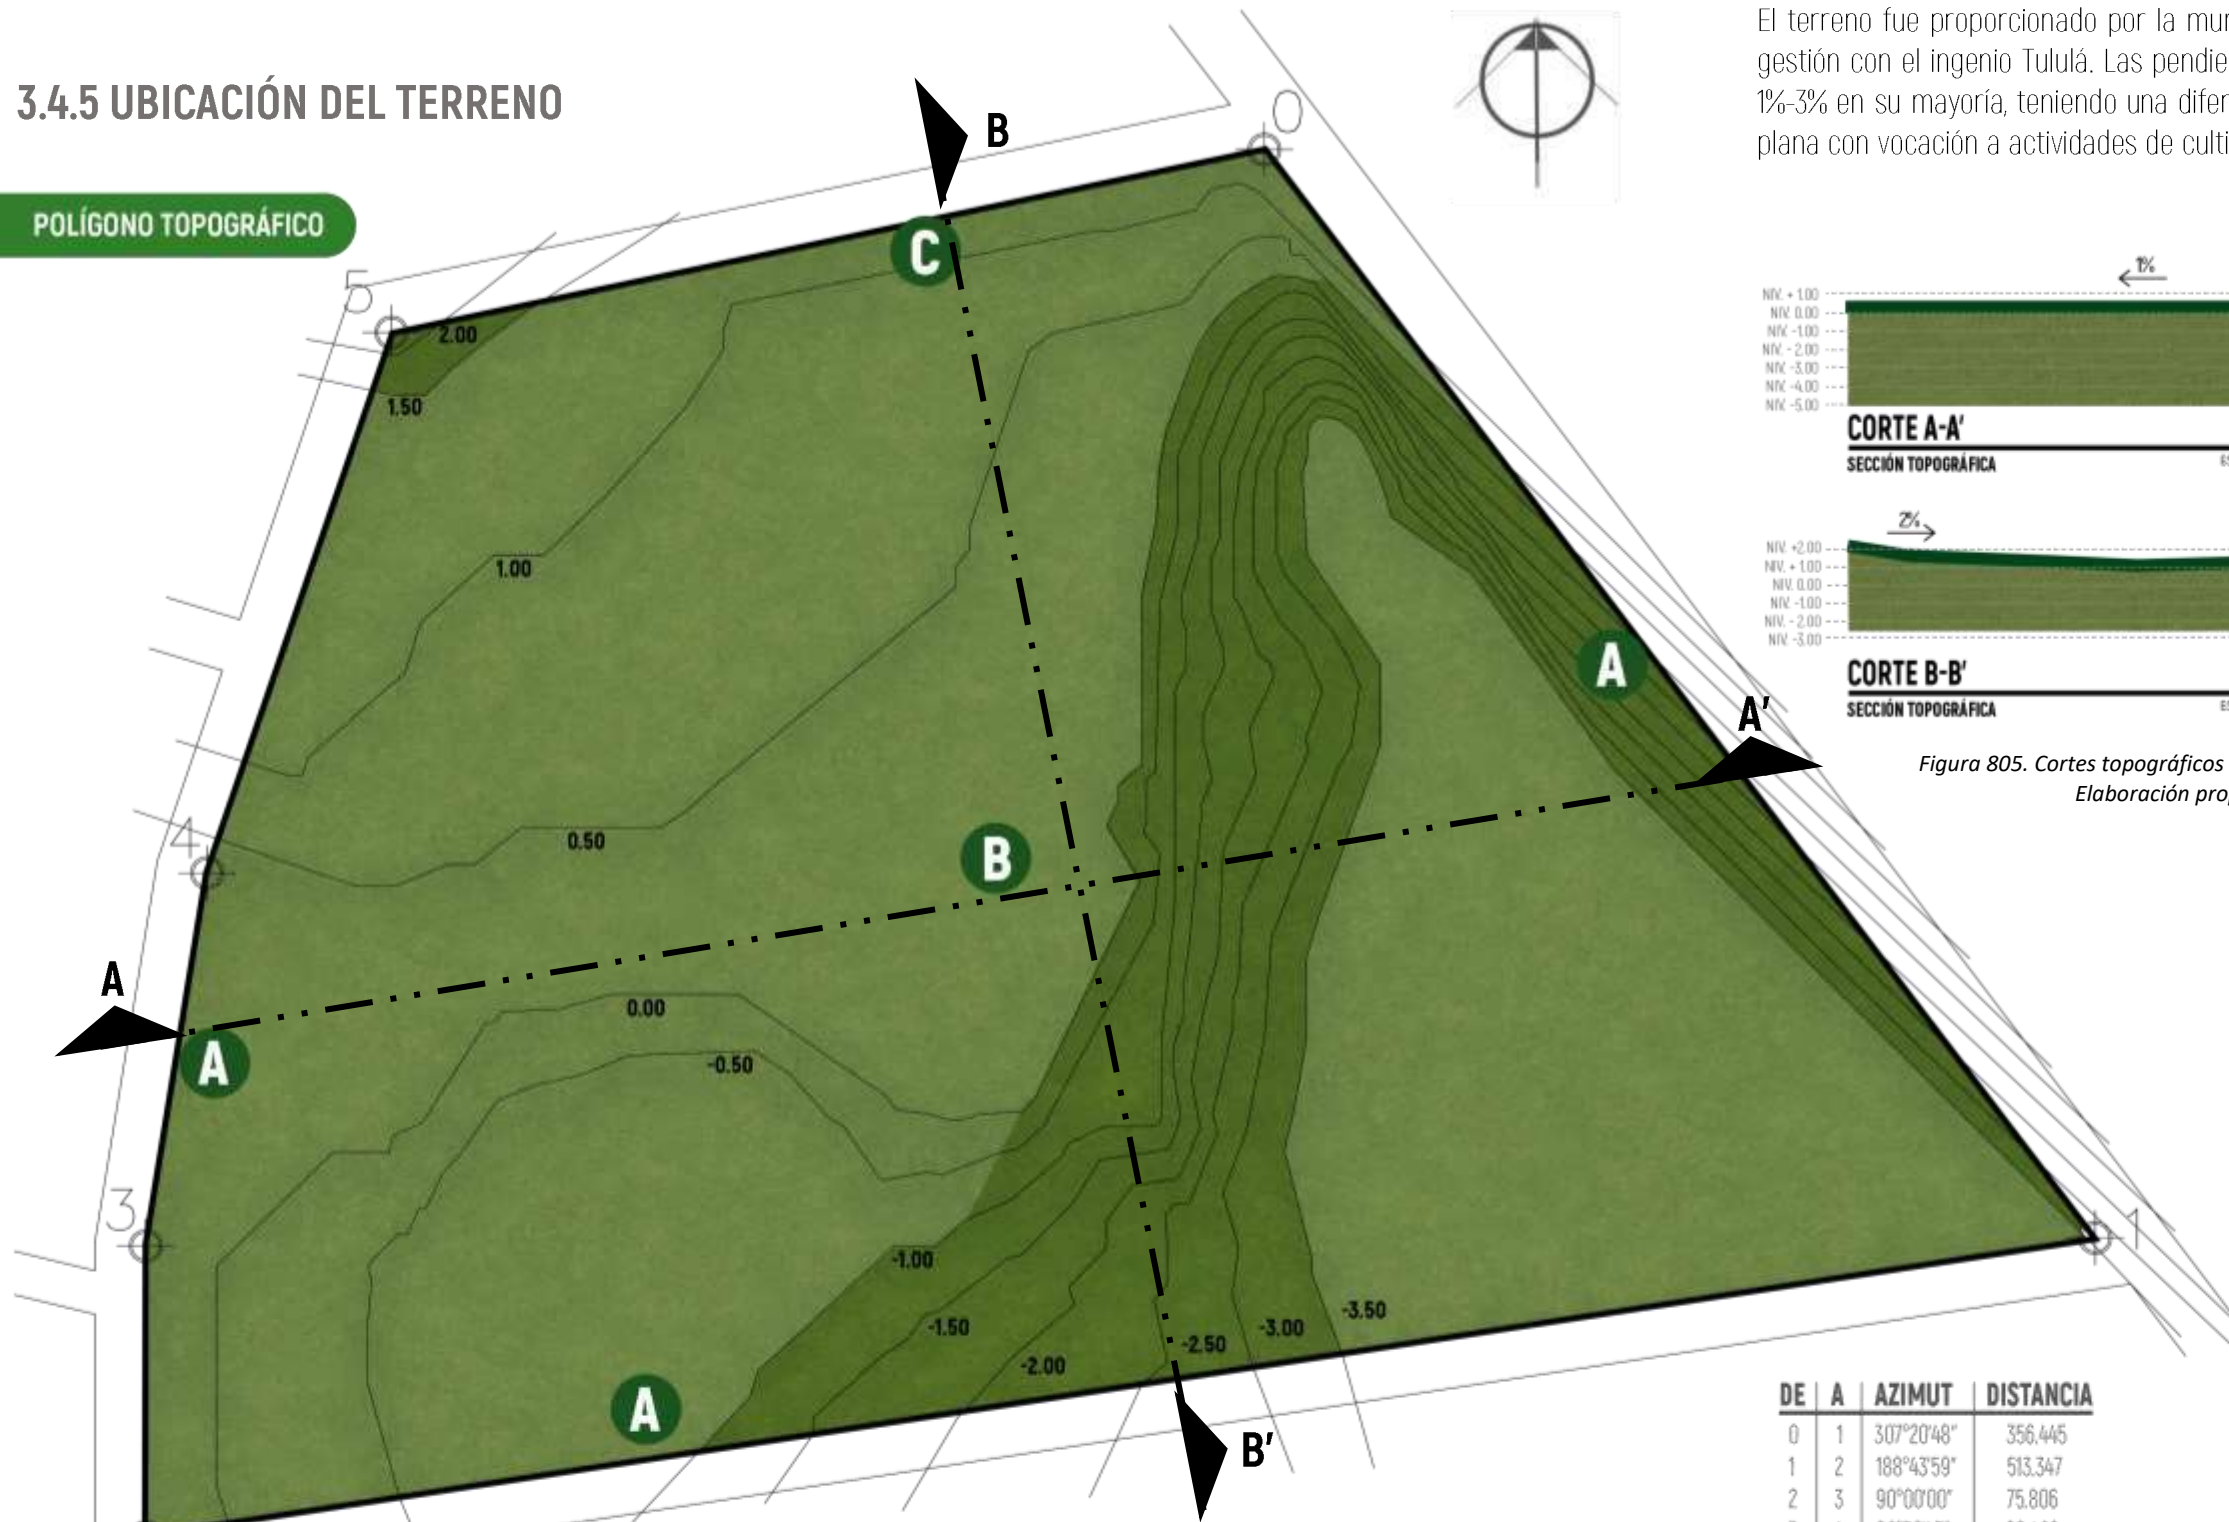 3.4.5 UBICACIÓN DEL TERRENO
POLÍGONO TOPOGRÁFICO
El terreno fue proporcionado por la
gestión con el ingenio Tululá. Las
1%-3% en su mayoría, teniendo una
plana con vocación a actividades de
B
0
C
5
2.00
1.50
1.00
0.50
4
B
A
A'
A
0.00
-0.50
A
3
-1.00
-1.50
-2.00
-2.50
-3.00
-3.50
1
A
B'
1%
NIV. + 1.00
NIV. 0.00
NIV. -1.00
NIV. - 2.00
NIV. -3.00
NIV. -4.00
NIV. -5.00
CORTE A-A'
SECCIÓN TOPOGRÁFICA
2%
NIV. +2.00
NIV. + 1.00
NIV. 0.00
NIV. -1.00
NIV. - 2.00
NIV. -3.00
CORTE B-B'
SECCIÓN TOPOGRÁFICA
Figura 805. Cortes topográficos
Elaboración
DE A AZIMUT DISTANCIA
0 1 307°20'48" 356.445
1 2 188°43'59" 513.347
2 3 90°00'00" 75.806